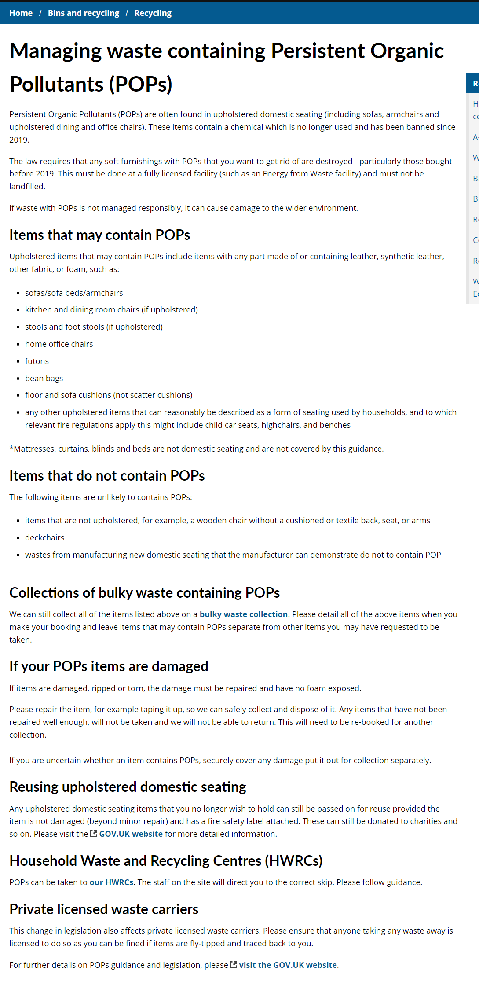 Home / Bins and recycling / Recycling
Managing waste containing Persistent Organic
Pollutants (POPs)
Persistent Organic Pollutants (POPs) are often found in upholstered domestic seating (including sofas, armchairs and
upholstered dining and office chairs). These items contain a chemical which is no longer used and has been banned since
2019.
The law requires that any soft furnishings with POPs that you want to get rid of are destroyed - particularly those bought
before 2019. This must be done at a fully licensed facility (such as an Energy from Waste facility) and must not be
landfilled.
If waste with POPs is not managed responsibly, it can cause damage to the wider environment.
Items that may contain POPs
Upholstered items that may contain POPs include items with any part made of or containing leather, synthetic leather,
other fabric, or foam, such as:
• sofas/sofa beds/armchairs
• kitchen and dining room chairs (if upholstered)
• stools and foot stools (if upholstered)
• home office chairs
• futons
• bean bags
• floor and sofa cushions (not scatter cushions)
• any other upholstered items that can reasonably be described as a form of seating used by households, and to which
relevant fire regulations apply this might include child car seats, highchairs, and benches
*Mattresses, curtains, blinds and beds are not domestic seating and are not covered by this guidance.
Items that do not contain POPs
The following items are unlikely to contains POPs:
• items that are not upholstered, for example, a wooden chair without a cushioned or textile back, seat, or arms
• deckchairs
• wastes from manufacturing new domestic seating that the manufacturer can demonstrate do not to contain POP
Collections of bulky waste containing POPs
We can still collect all of the items listed above on a bulky waste collection. Please detail all of the above items when you
make your booking and leave items that may contain POPs separate from other items you may have requested to be
taken.
If your POPs items are damaged
If items are damaged, ripped or torn, the damage must be repaired and have no foam exposed.
Please repair the item, for example taping it up, so we can safely collect and dispose of it. Any items that have not been
repaired well enough, will not be taken and we will not be able to return. This will need to be re-booked for another
collection.
If you are uncertain whether an item contains POPs, securely cover any damage put it out for collection separately.
Reusing upholstered domestic seating
Any upholstered domestic seating items that you no longer wish to hold can still be passed on for reuse provided the
item is not damaged (beyond minor repair) and has a fire safety label attached. These can still be donated to charities and
so on. Please visit the GOV.UK website for more detailed information.
Household Waste and Recycling Centres (HWRCs)
POPs can be taken to our HWRCs. The staff on the site will direct you to the correct skip. Please follow guidance.
Private licensed waste carriers
This change in legislation also affects private licensed waste carriers. Please ensure that anyone taking any waste away is
licensed to do so as you can be fined if items are fly-tipped and traced back to you.
For further details on POPs guidance and legislation, please visit the GOV.UK website.